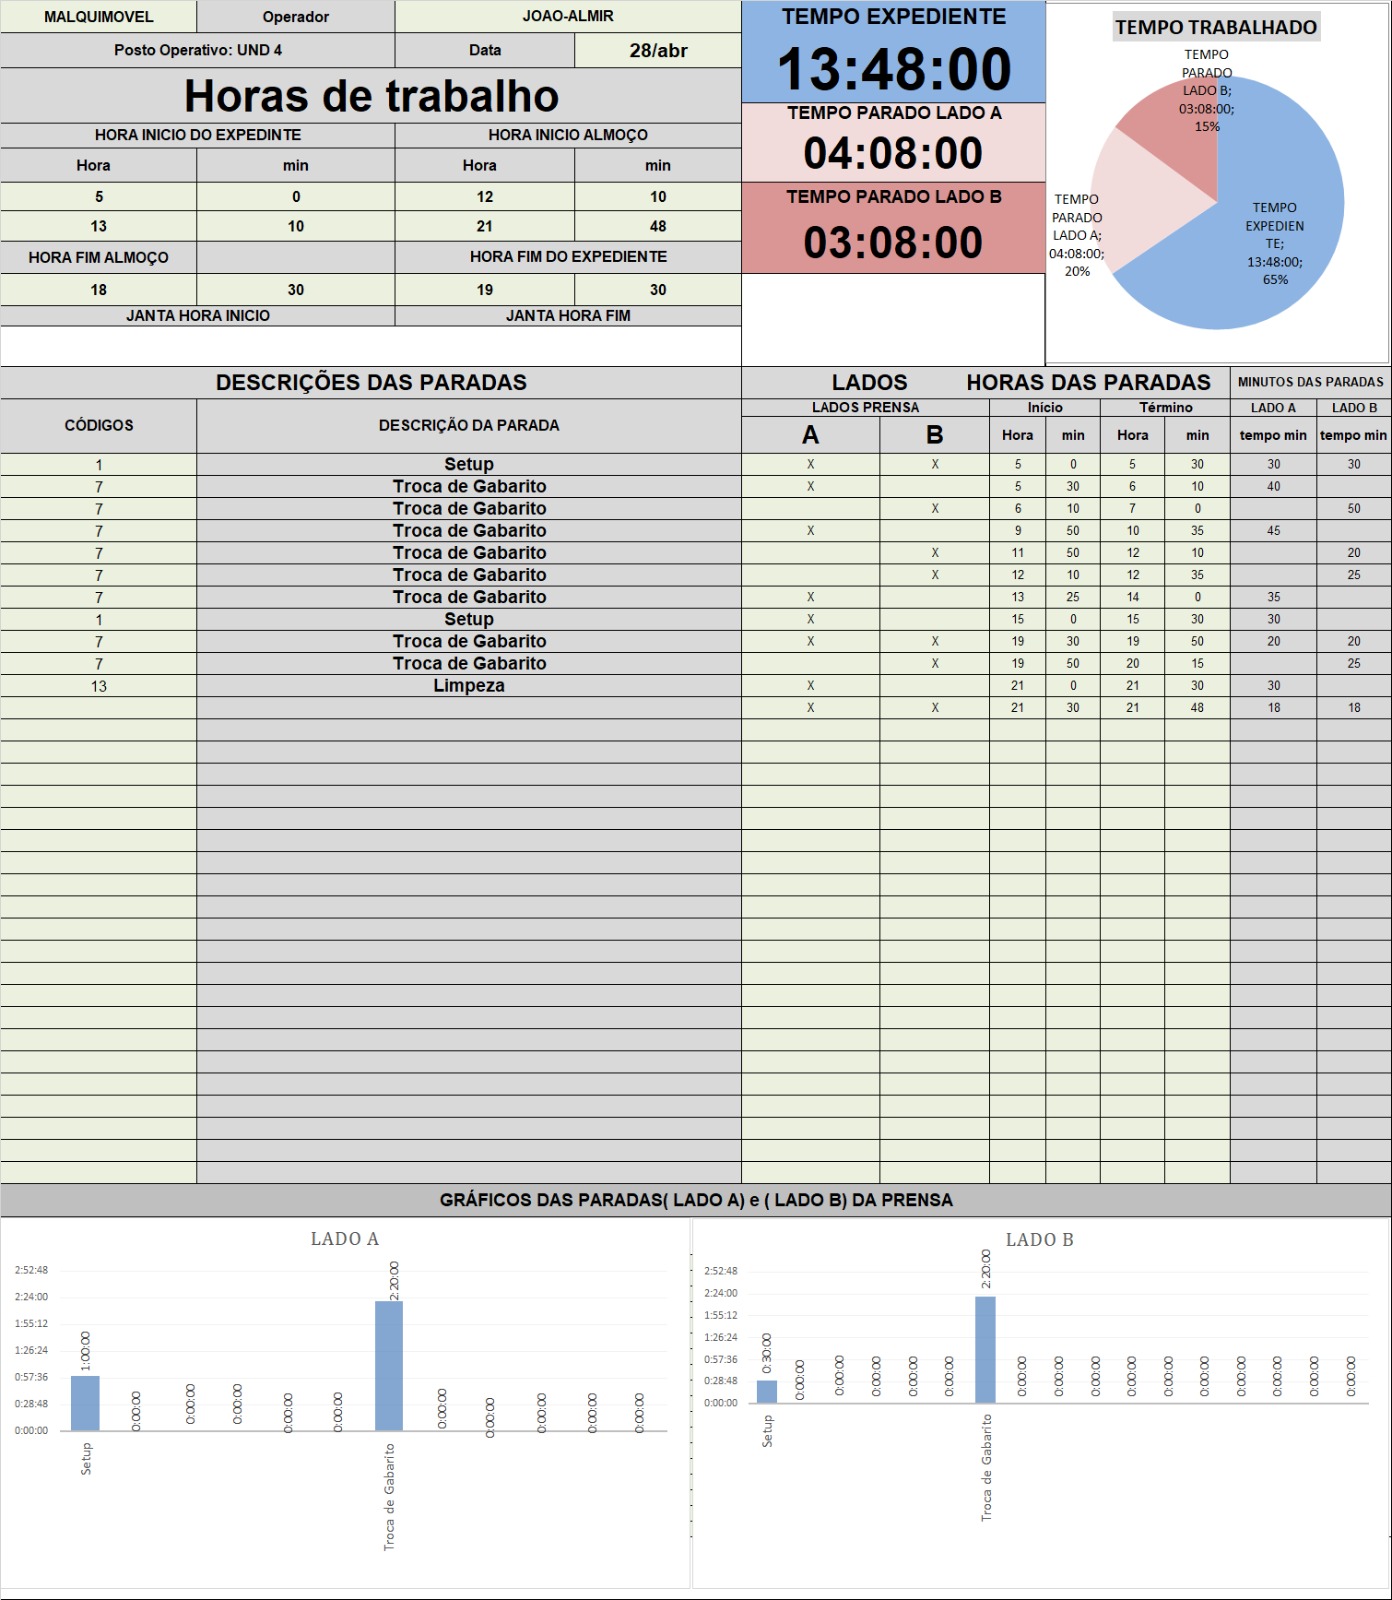 MALQUIMOVEL Operador JOAO-ALMIR
Posto Operativo: UND 4 Data 28/abr
Horas de trabalho
HORA INICIO DO EXPEDINTE HORA INICIO ALMOÇO
Hora min Hora min
5 0 12 10
13 10 21 48
HORA FIM ALMOÇO HORA FIM DO EXPEDIENTE
18 30 19 30
JANTA HORA INICIO JANTA HORA FIM
TEMPO EXPEDIENTE
13:48:00
TEMPO PARADO LADO A
04:08:00
TEMPO PARADO LADO B
03:08:00
TEMPO TRABALHADO
TEMPO
PARADO
LADO B;
03:08:00;
15%
TEMPO
PARADO
LADO A;
04:08:00;
20%
TEMPO
EXPEDIEN
TE;
13:48:00;
65%
DESCRIÇÕES DAS PARADAS LADOS HORAS DAS PARADAS MINUTOS DAS PARADAS
CÓDIGOS DESCRIÇÃO DA PARADA LADOS PRENSA Início Término LADO A LADO B
A B Hora min Hora min tempo min tempo min
1 Setup X X 5 0 5 30 30 30
7 Troca de Gabarito X 5 30 6 10 40
7 Troca de Gabarito X 6 10 7 0 50
7 Troca de Gabarito X 9 50 10 35 45
7 Troca de Gabarito X 11 50 12 10 20
7 Troca de Gabarito X 12 10 12 35 25
7 Troca de Gabarito X 13 25 14 0 35
1 Setup X 15 0 15 30 30
7 Troca de Gabarito X X 19 30 19 50 20 20
7 Troca de Gabarito X 19 50 20 15 25
13 Limpeza X 21 0 21 30 30
X X 21 30 21 48 18 18
GRÁFICOS DAS PARADAS( LADO A) e ( LADO B) DA PRENSA
LADO A
2:52:48
2:24:00
1:55:12
1:26:24
0:57:36
0:28:48
0:00:00
1:00:00 0:00:00 0:00:00 0:00:00 0:00:00 0:00:00 2:20:00 0:00:00 0:00:00 0:00:00 0:00:00 0:00:00
Setup Troca de Gabarito
LADO B
2:52:48
2:24:00
1:55:12
1:26:24
0:57:36
0:28:48
0:00:00
0:30:00 0:00:00 0:00:00 0:00:00 0:00:00 0:00:00 2:20:00 0:00:00 0:00:00 0:00:00 0:00:00 0:00:00 0:00:00 0:00:00 0:00:00 0:00:00
Setup Troca de Gabarito